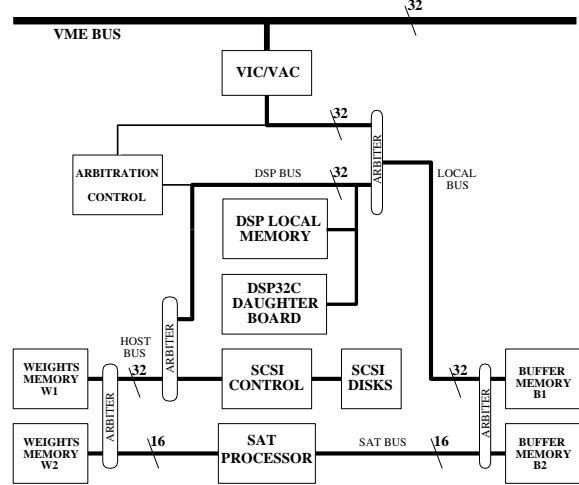 32
VME BUS
VIC/VAC
32
ARBITER
ARBITRATION
CONTROL
DSP BUS
32
LOCAL
BUS
DSP LOCAL
MEMORY
DSP32C
DAUGHTER
BOARD
ARBITER
HOST
BUS
WEIGHTS
MEMORY
W1
32
SCSI
CONTROL
SCSI
DISKS
32
BUFFER
MEMORY
B1
ARBITER
ARBITER
WEIGHTS
MEMORY
W2
16
SAT
PROCESSOR
SAT BUS
16
BUFFER
MEMORY
B2